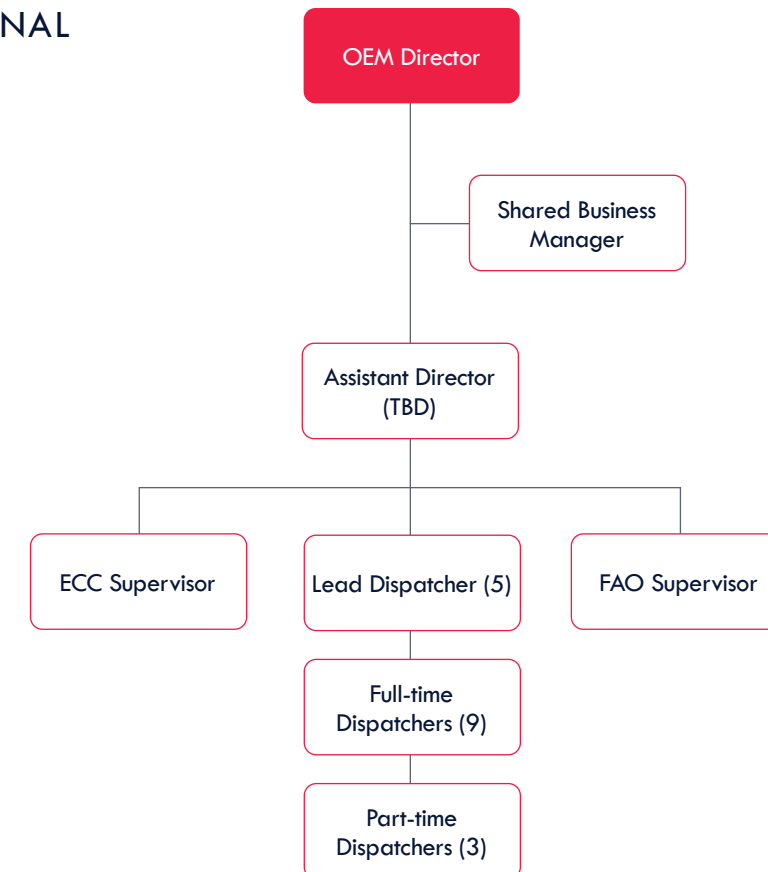 NAL
OEM Director
Shared Business
Manager
Assistant Director
(TBD)
ECC Supervisor
Lead Dispatcher (5)
FAO Supervisor
Full-time
Dispatchers (9)
Part-time
Dispatchers (3)